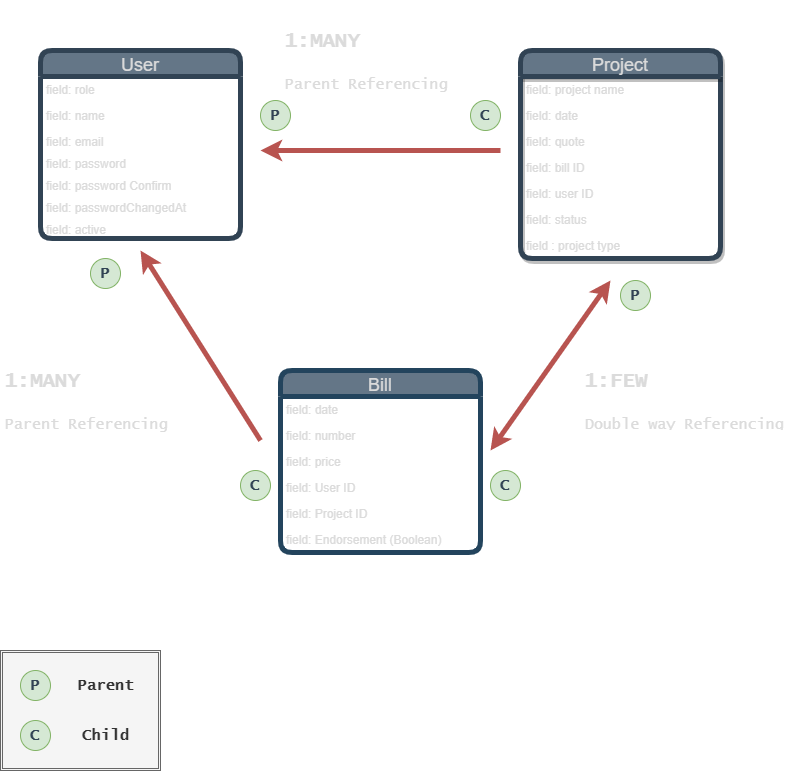 1:MANY
Parent Referencing
User
field: role
field: name
field: email
field: password
field: password Confirm
field: passwordChangedAt
field: active
P
C
Project
field: project name
field: date
field: quote
field: bill ID
field: user ID
field: status
field : project type
P
P
1:MANY
Parent Referencing
Bill
field: date
field: number
field: price
field: User ID
field: Project ID
field: Endorsement (Boolean)
C
C
1:FEW
Double way Referencing
P Parent
C Child